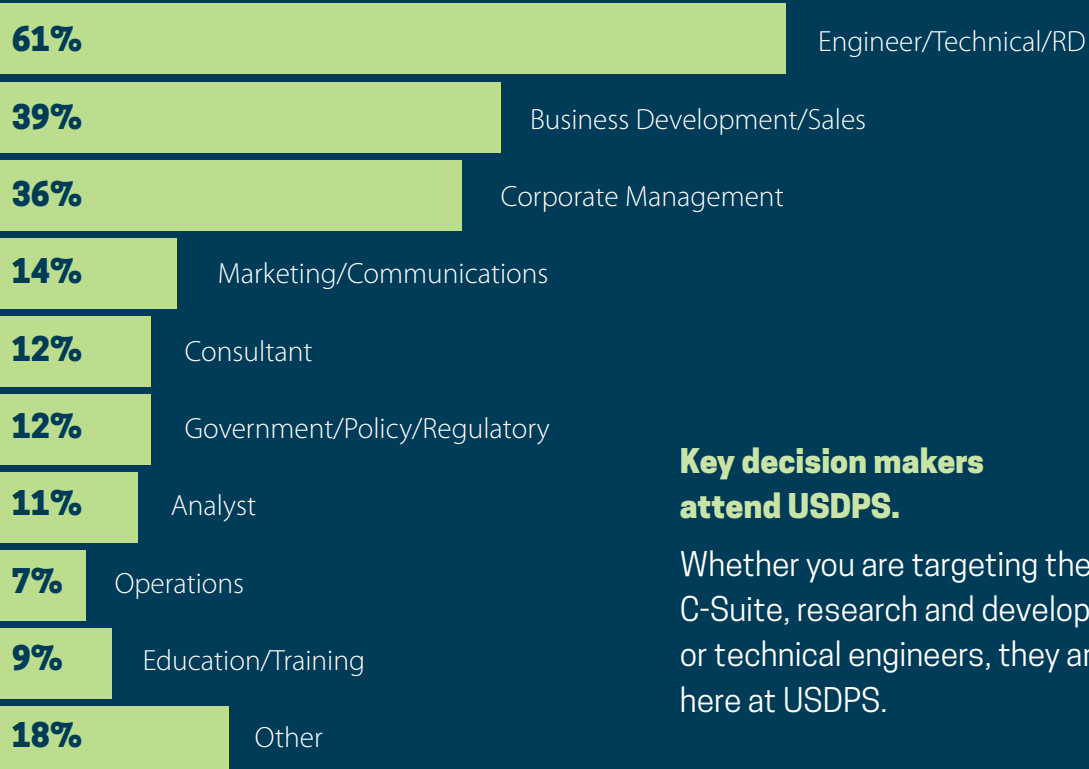 61% Engineer/Technical/RD
39% Business Development/Sales
36% Corporate Management
14% Marketing/Communications
12% Consultant
12% Government/Policy/Regulatory
11% Analyst
7% Operations
9% Education/Training
18% Other
Key decision makers
attend USDPS.
Whether you are targeting the
C-Suite, research and
or technical engineers, they
here at USDPS.